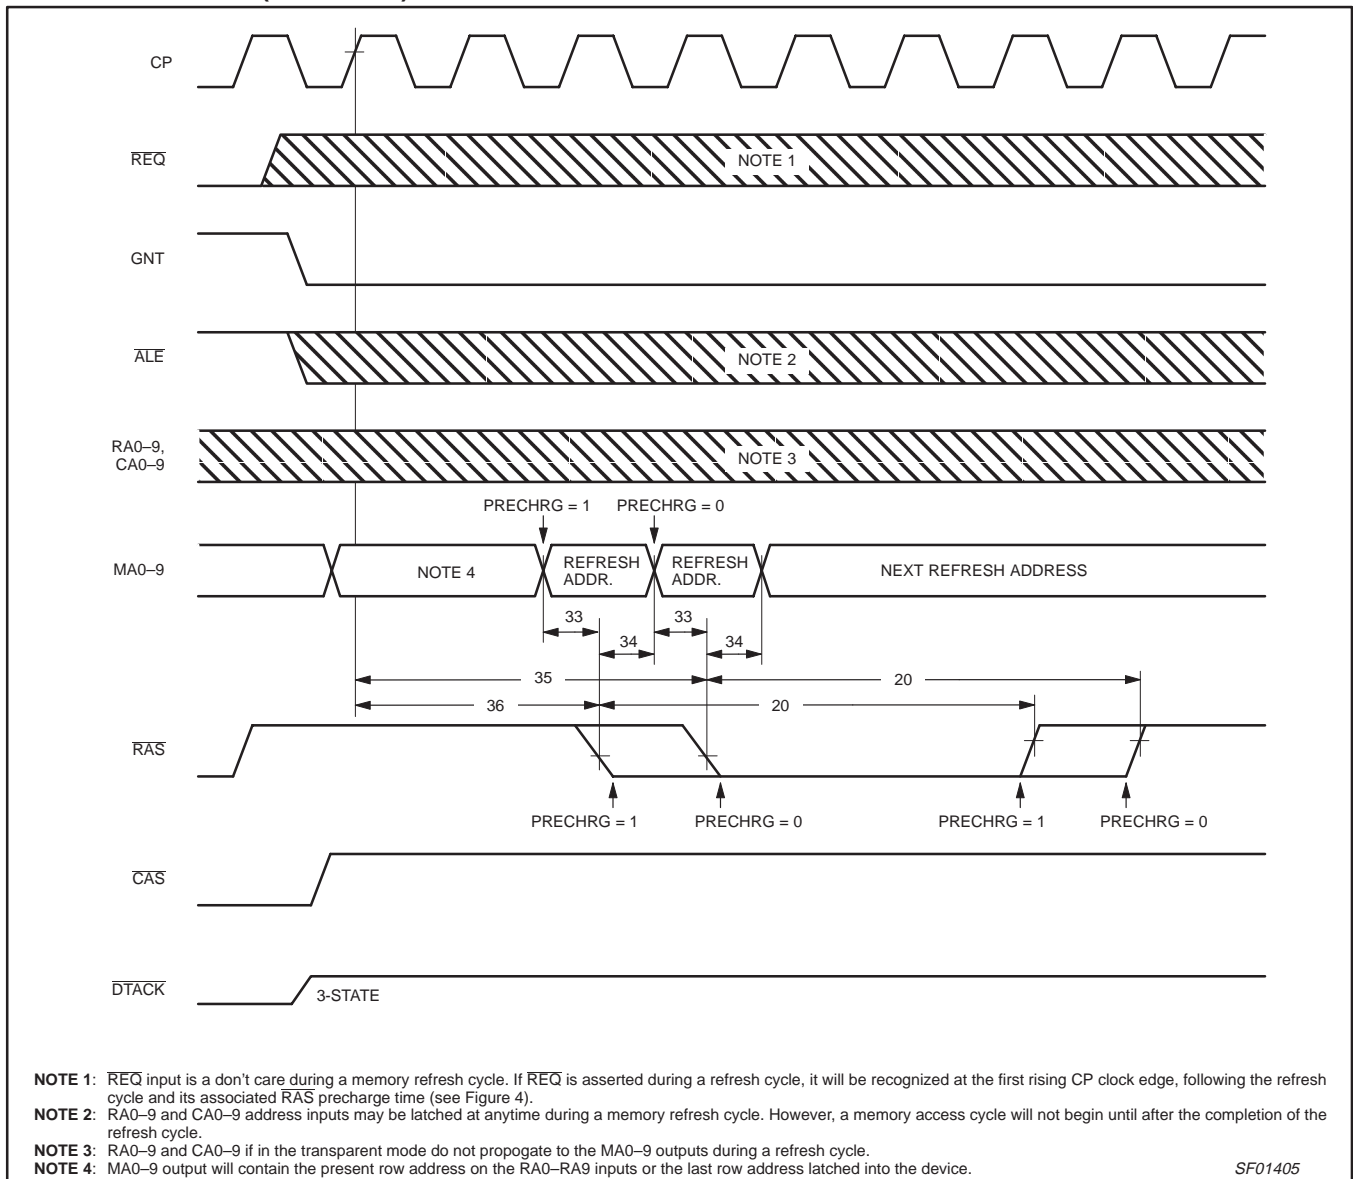 CP
REQ
NOTE 1
GNT
ALE
NOTE 2
RA0–9,
CA0–9
NOTE 3
PRECHRG = 1 PRECHRG = 0
MA0–9
NOTE 4
REFRESH
ADDR.
REFRESH
ADDR.
NEXT REFRESH ADDRESS
33 33
34 34
35 20
36 20
RAS
PRECHRG = 1 PRECHRG = 0 PRECHRG = 1 PRECHRG = 0
CAS
DTACK
3-STATE
NOTE 1: REQ input is a don't care during a memory refresh cycle. If REQ is asserted during a refresh cycle, it will be recognized at the first rising CP clock edge, following the refresh
cycle and its associated RAS precharge time (see Figure 4).
NOTE 2: RA0–9 and CA0–9 address inputs may be latched at anytime during a memory refresh cycle. However, a memory access cycle will not begin until after the completion of the
refresh cycle.
NOTE 3: RA0–9 and CA0–9 if in the transparent mode do not propogate to the MA0–9 outputs during a refresh cycle.
NOTE 4: MA0–9 output will contain the present row address on the RA0–RA9 inputs or the last row address latched into the device.
SF01405